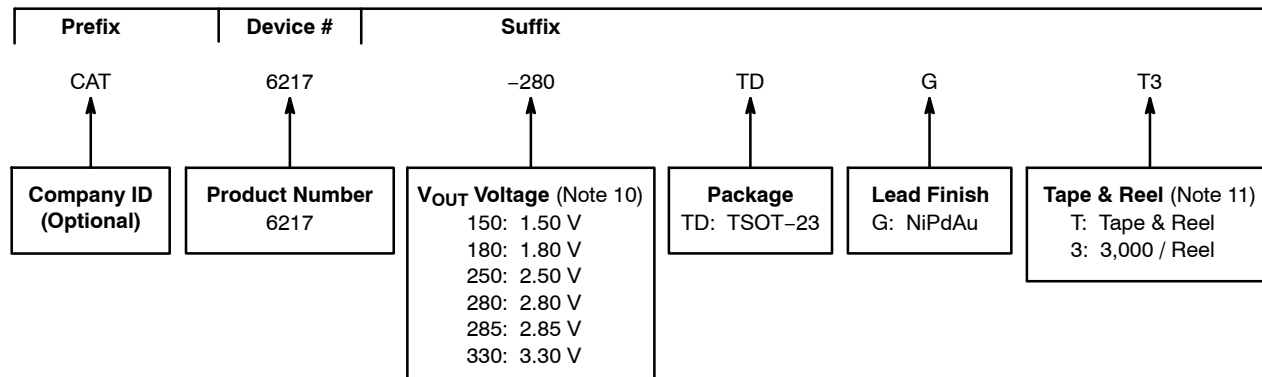 Prefix Device # Suffix
CAT 6217 −280 TD G T3
Company ID
(Optional)
Product Number
6217
VOUT Voltage (Note 10)
150: 1.50 V
180: 1.80 V
250: 2.50 V
280: 2.80 V
285: 2.85 V
330: 3.30 V
Package
TD: TSOT−23
Lead Finish
G: NiPdAu
Tape & Reel (Note 11)
T: Tape & Reel
3: 3,000 / Reel